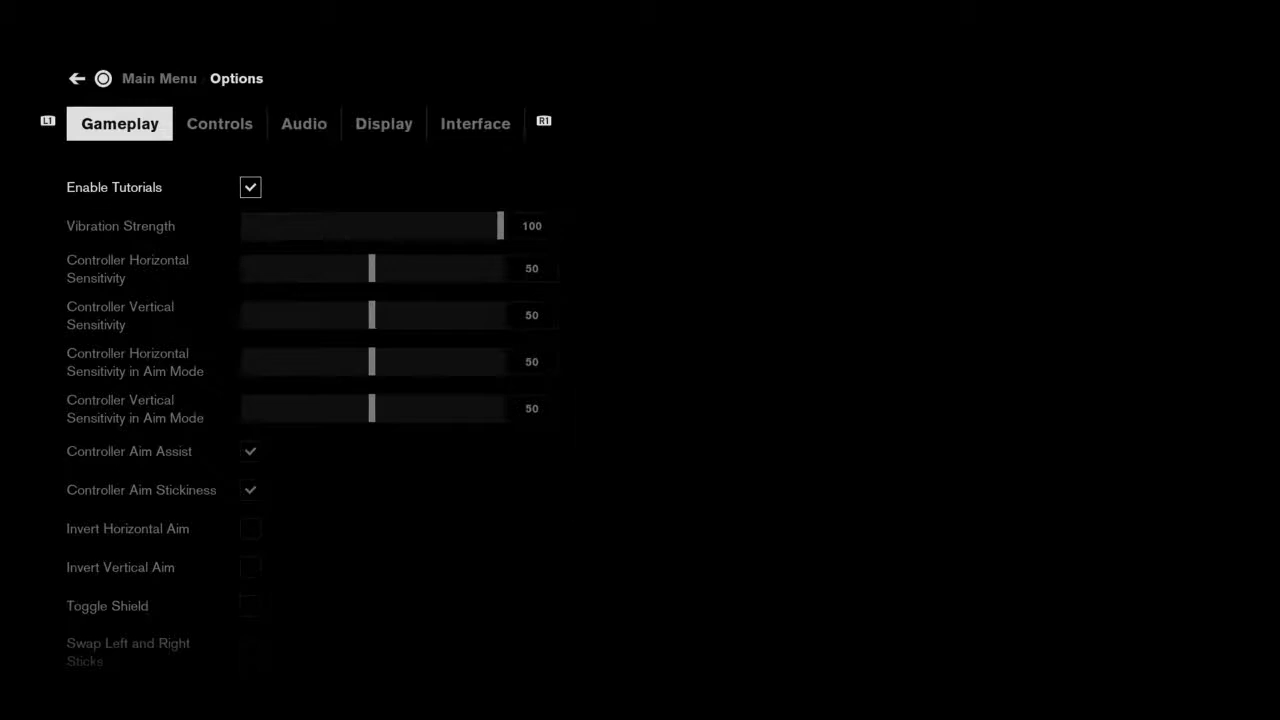 Main Menu Options
L1 Gameplay Controls Audio Display Interface R1
Enable Tutorials
Vibration Strength 100
Controller Horizontal
Sensitivity 50
Controller Vertical
Sensitivity 50
Controller Horizontal
Sensitivity in Aim Mode 50
Controller Vertical
Sensitivity in Aim Mode 50
Controller Aim Assist
Controller Aim Stickiness
Invert Horizontal Aim
Invert Vertical Aim
Toggle Shield
Swap Left and Right
Sticks